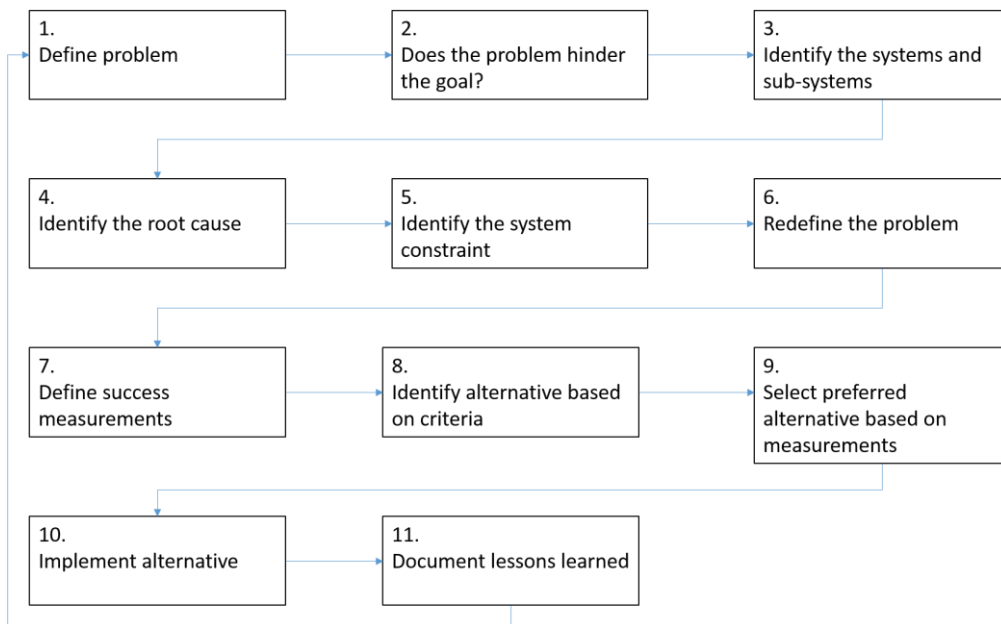 1.
Define problem
2.
Does the problem hinder
the goal?
3.
Identify the systems and
sub-systems
4.
Identify the root cause
5.
Identify the system
constraint
6.
Redefine the problem
7.
Define success
measurements
8.
Identify alternative based
on criteria
9.
Select preferred
alternative based on
measurements
10.
Implement alternative
11.
Document lessons learned